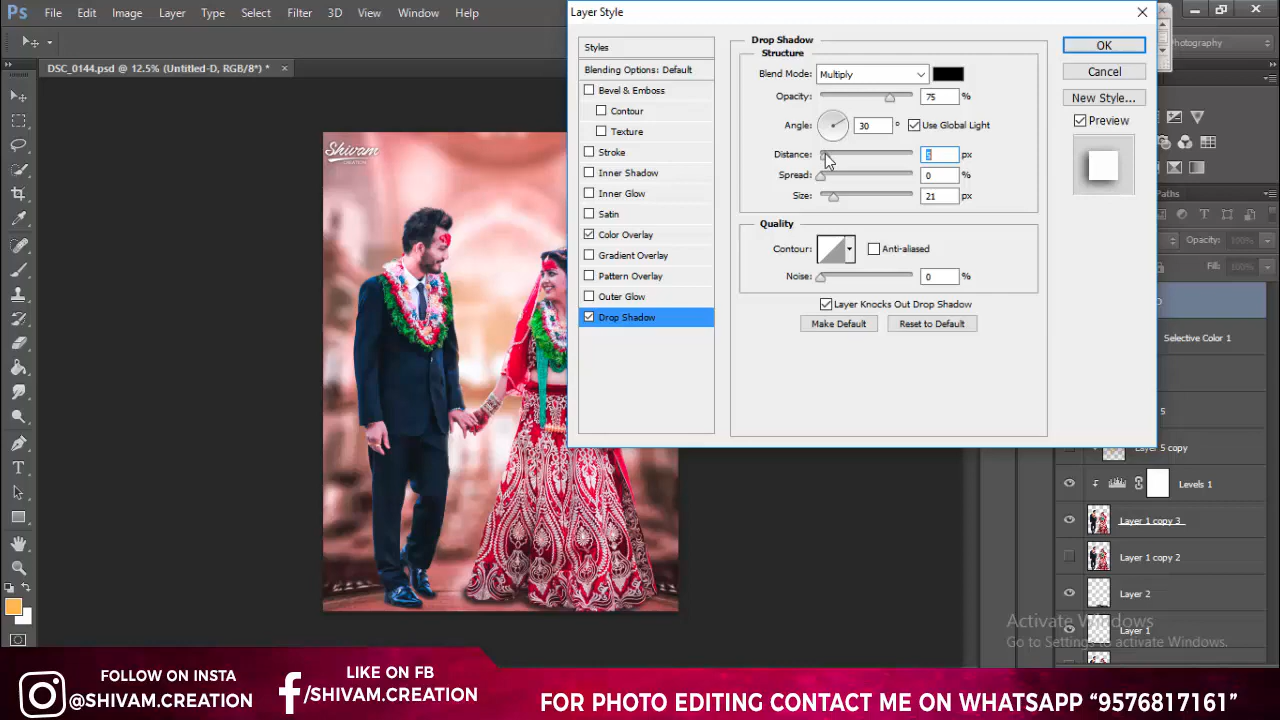 Ps File Edit Image Layer Type Select Filter 3D View Window Help
DSC_0144.psd @ 12.5% (Untitled-D, RGB/8*) *
Shivam
CREATION
Layer Style
Styles
Blending Options: Default
Bevel & Emboss
Contour
Texture
Stroke
Inner Shadow
Inner Glow
Satin
Color Overlay
Gradient Overlay
Pattern Overlay
Outer Glow
Drop Shadow
Drop Shadow
Structure
Blend Mode: Multiply
Opacity: 75 %
Angle: 30 ° Use Global Light
Distance: 5 px
Spread: 0 %
Size: 21 px
Quality
Contour: Anti-aliased
Noise: 0 %
Layer Knocks Out Drop Shadow
Make Default Reset to Default
OK
Cancel
New Style...
Preview
hotography
Paths
Opacity: 100%
Fill: 100%
Selective Color 1
5
Layer 5 copy
Levels 1
Layer 1 copy 3
Layer 1 copy 2
Layer 2
Layer 1
Activate Windows
Go to Settings to activate Windows.
FOLLOW ON INSTA
@SHIVAM.CREATION
LIKE ON FB
/SHIVAM.CREATION
FOR PHOTO EDITING CONTACT ME ON WHATSAPP “9576817161”